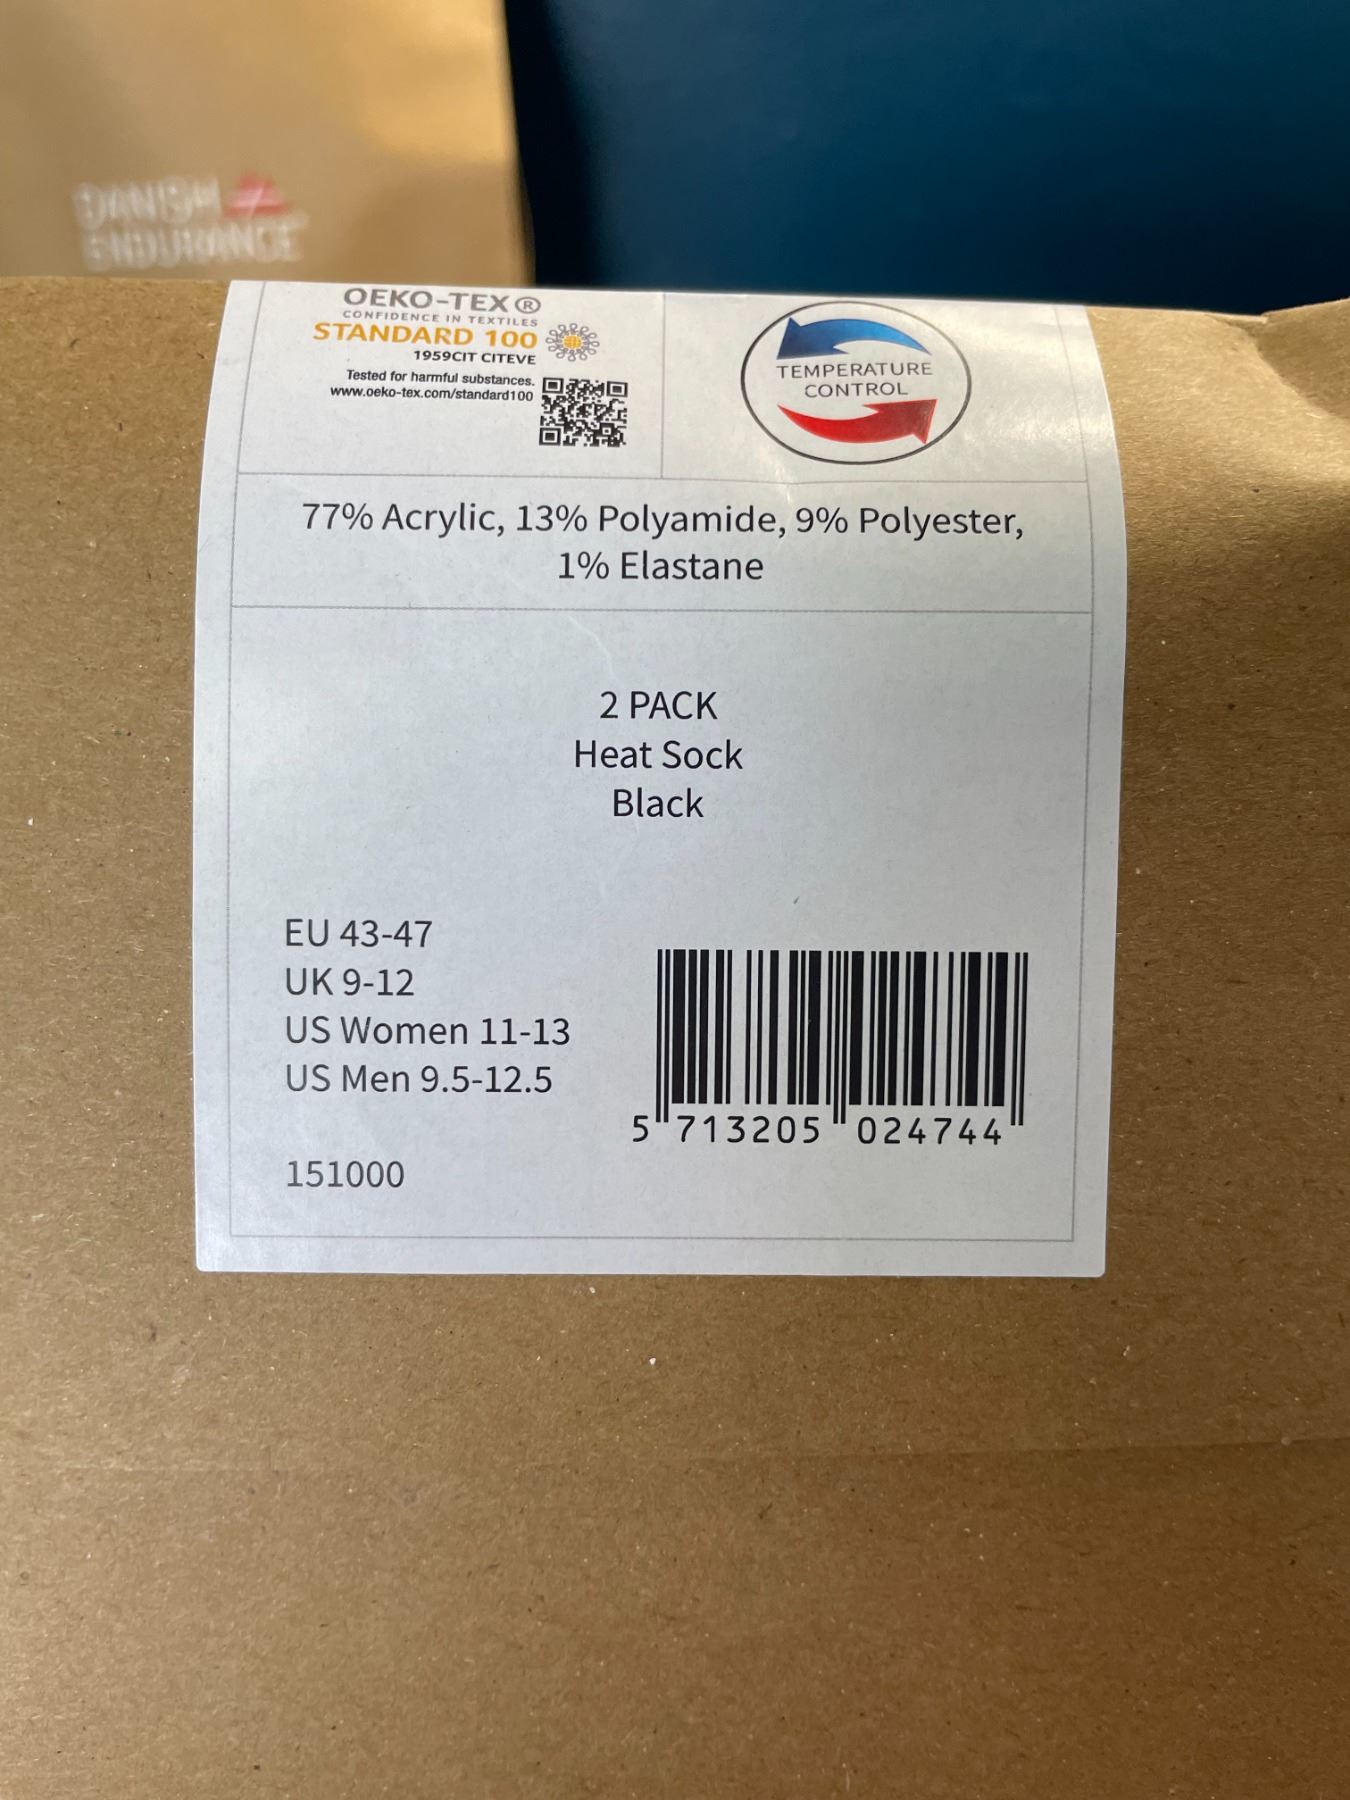 DANISH
ENDURANCE
OEKO-TEX®
CONFIDENCE IN TEXTILES
STANDARD 100
1959CIT CITEVE
Tested for harmful substances.
www.oeko-tex.com/standard100
TEMPERATURE
CONTROL
77% Acrylic, 13% Polyamide, 9% Polyester,
1% Elastane
2 PACK
Heat Sock
Black
EU 43-47
UK 9-12
US Women 11-13
US Men 9.5-12.5
151000
5 713205 024744